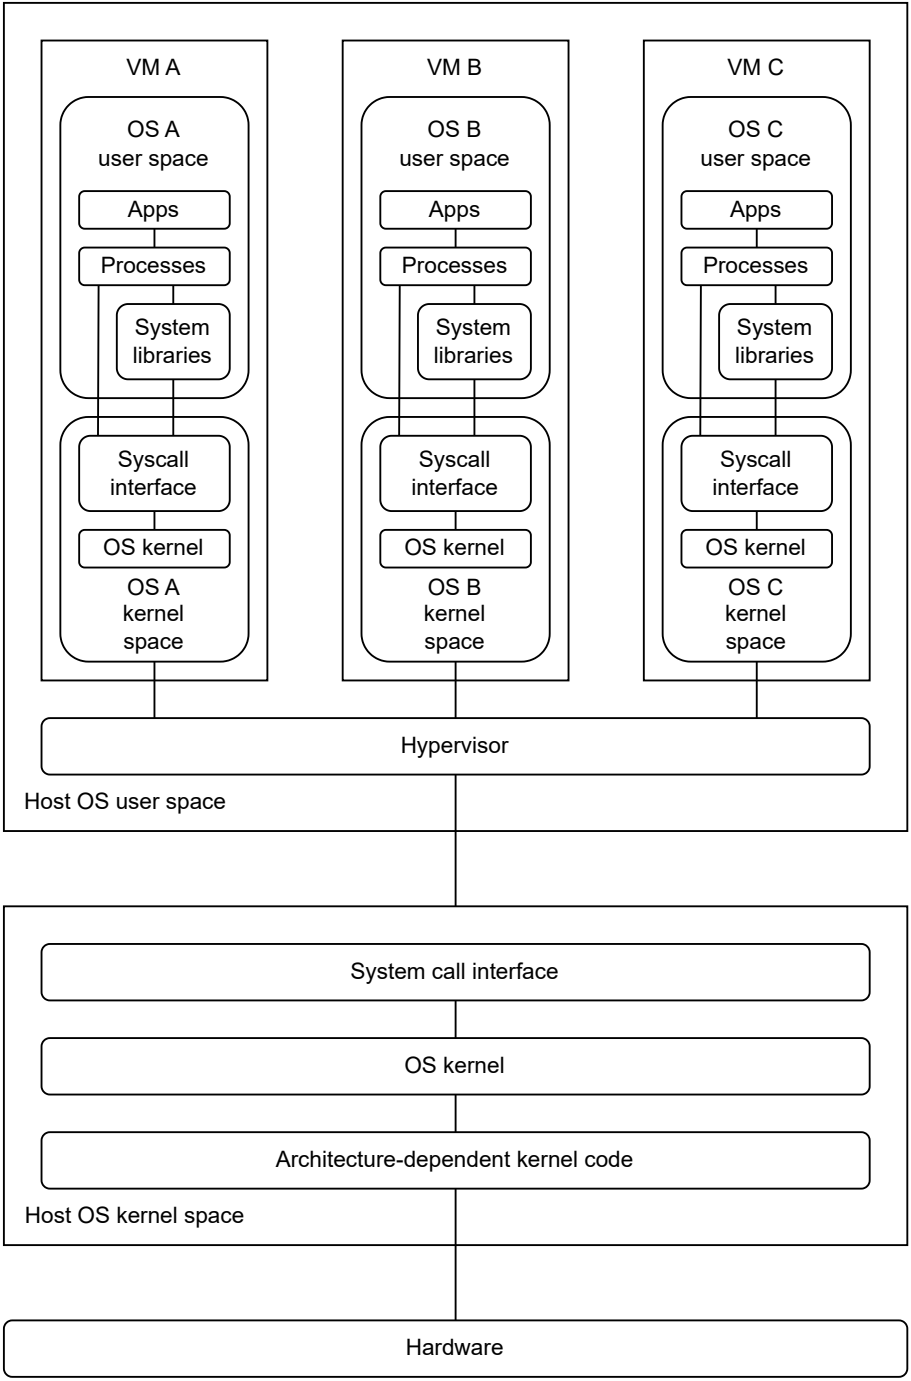 VM A
OS A
user space
Apps
Processes
System
libraries
Syscall
interface
OS kernel
OS A
kernel
space
VM B
OS B
user space
Apps
Processes
System
libraries
Syscall
interface
OS kernel
OS B
kernel
space
VM C
OS C
user space
Apps
Processes
System
libraries
Syscall
interface
OS kernel
OS C
kernel
space
Hypervisor
Host OS user space
System call interface
OS kernel
Architecture-dependent kernel code
Host OS kernel space
Hardware